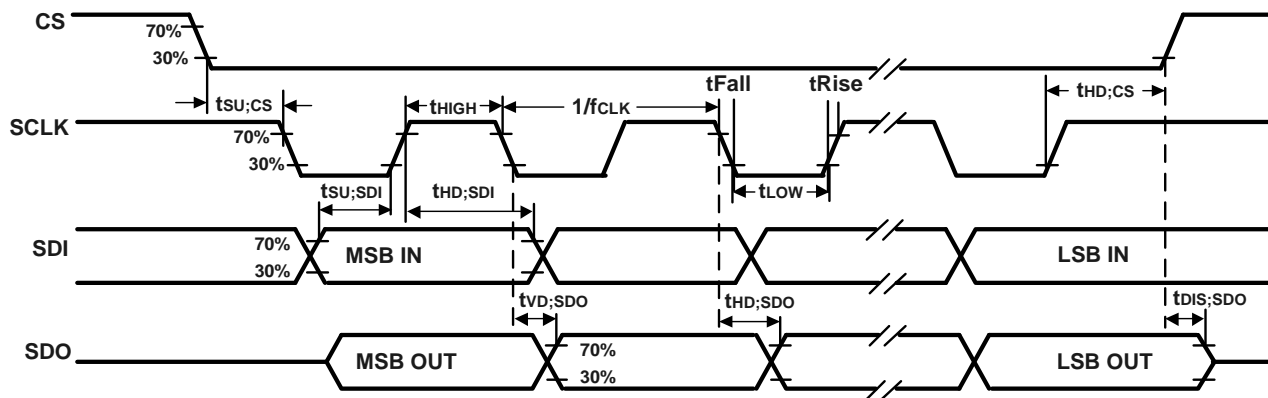 CS
70%
30%
tFall
tRise
tHD;CS
tSU;CS
tHIGH
1/fCLK
SCLK
70%
30%
tSU;SDI
tHD;SDI
tLOW
SDI
70%
30%
MSB IN
LSB IN
tVD;SDO
tHD;SDO
tDIS;SDO
SDO
MSB OUT
70%
30%
LSB OUT